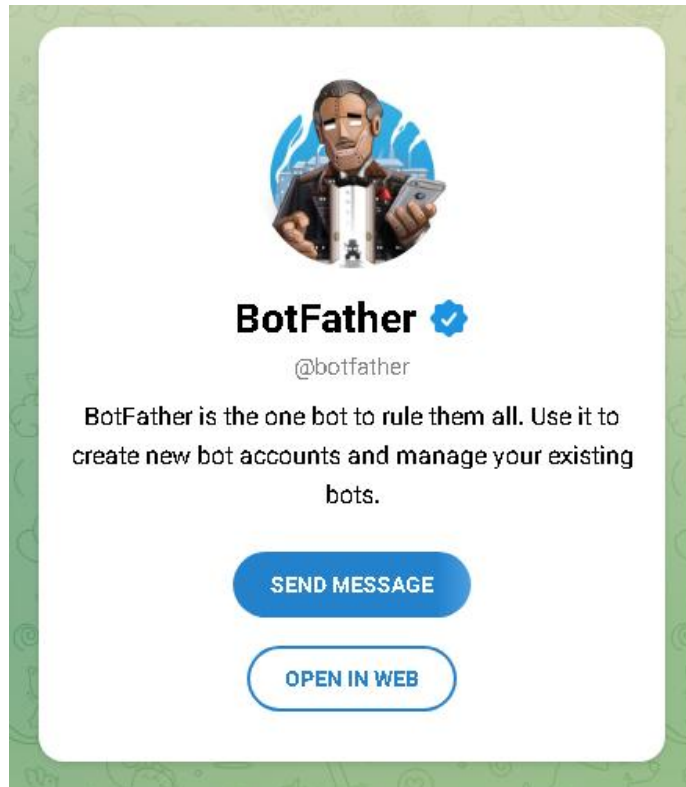 BotFather
@botfather
BotFather is the one bot to rule them all. Use it to
create new bot accounts and manage your existing
bots.
SEND MESSAGE
OPEN IN WEB